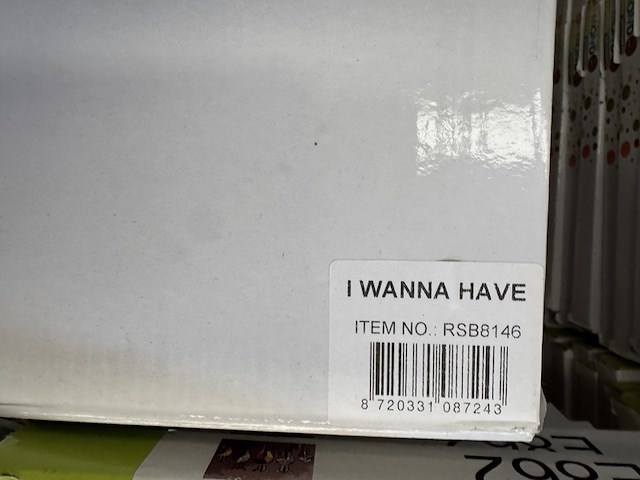 I WANNA HAVE
ITEM NO.: RSB8146
8 720331 087243